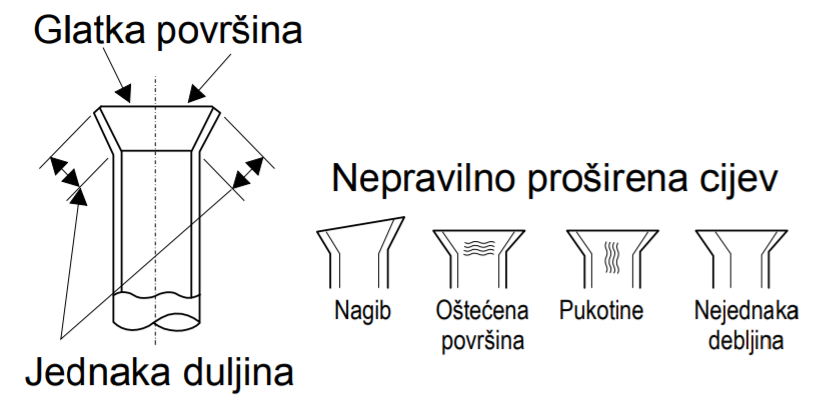 Glatka površina
Jednaka duljina
Nepravilno proširena cijev
Nagib
Oštećena
površina
Pukotine
Nejednaka
debljina